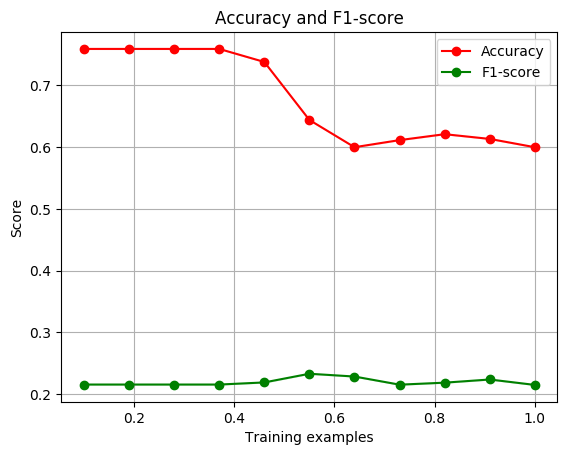 Accuracy and F1-score
Accuracy
F1-score
Score
0.7
0.6
0.5
0.4
0.3
0.2
0.2 0.4 0.6 0.8 1.0
Training examples